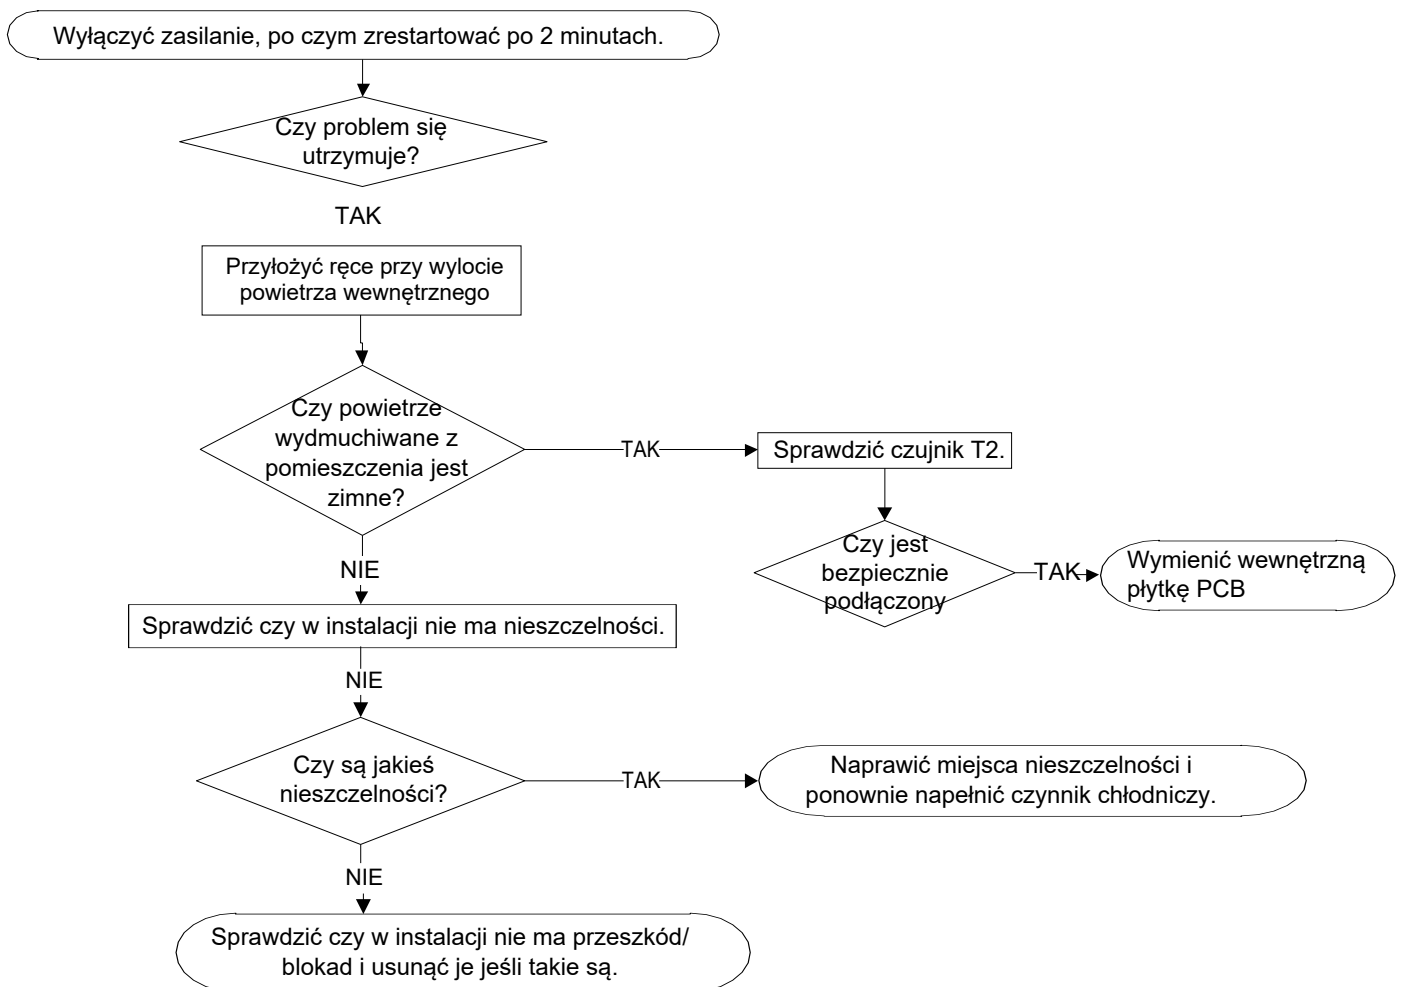 Wyłączyć zasilanie, po czym zrestartować po 2 minutach.
Czy problem się
utrzymuje?
TAK
Przyłożyć ręce przy wylocie
powietrza wewnętrznego
Czy powietrze
wydmuchiwane z
pomieszczenia jest
zimne?
TAK
Sprawdzić czujnik T2.
Czy jest
bezpiecznie
podłączony
TAK
Wymienić wewnętrzną
płytkę PCB
NIE
Sprawdzić czy w instalacji nie ma nieszczelności.
NIE
Czy są jakieś
nieszczelności?
TAK
Naprawić miejsca nieszczelności i
ponownie napełnić czynnik chłodniczy.
NIE
Sprawdzić czy w instalacji nie ma przeszkód/
blokad i usunąć je jeśli takie są.